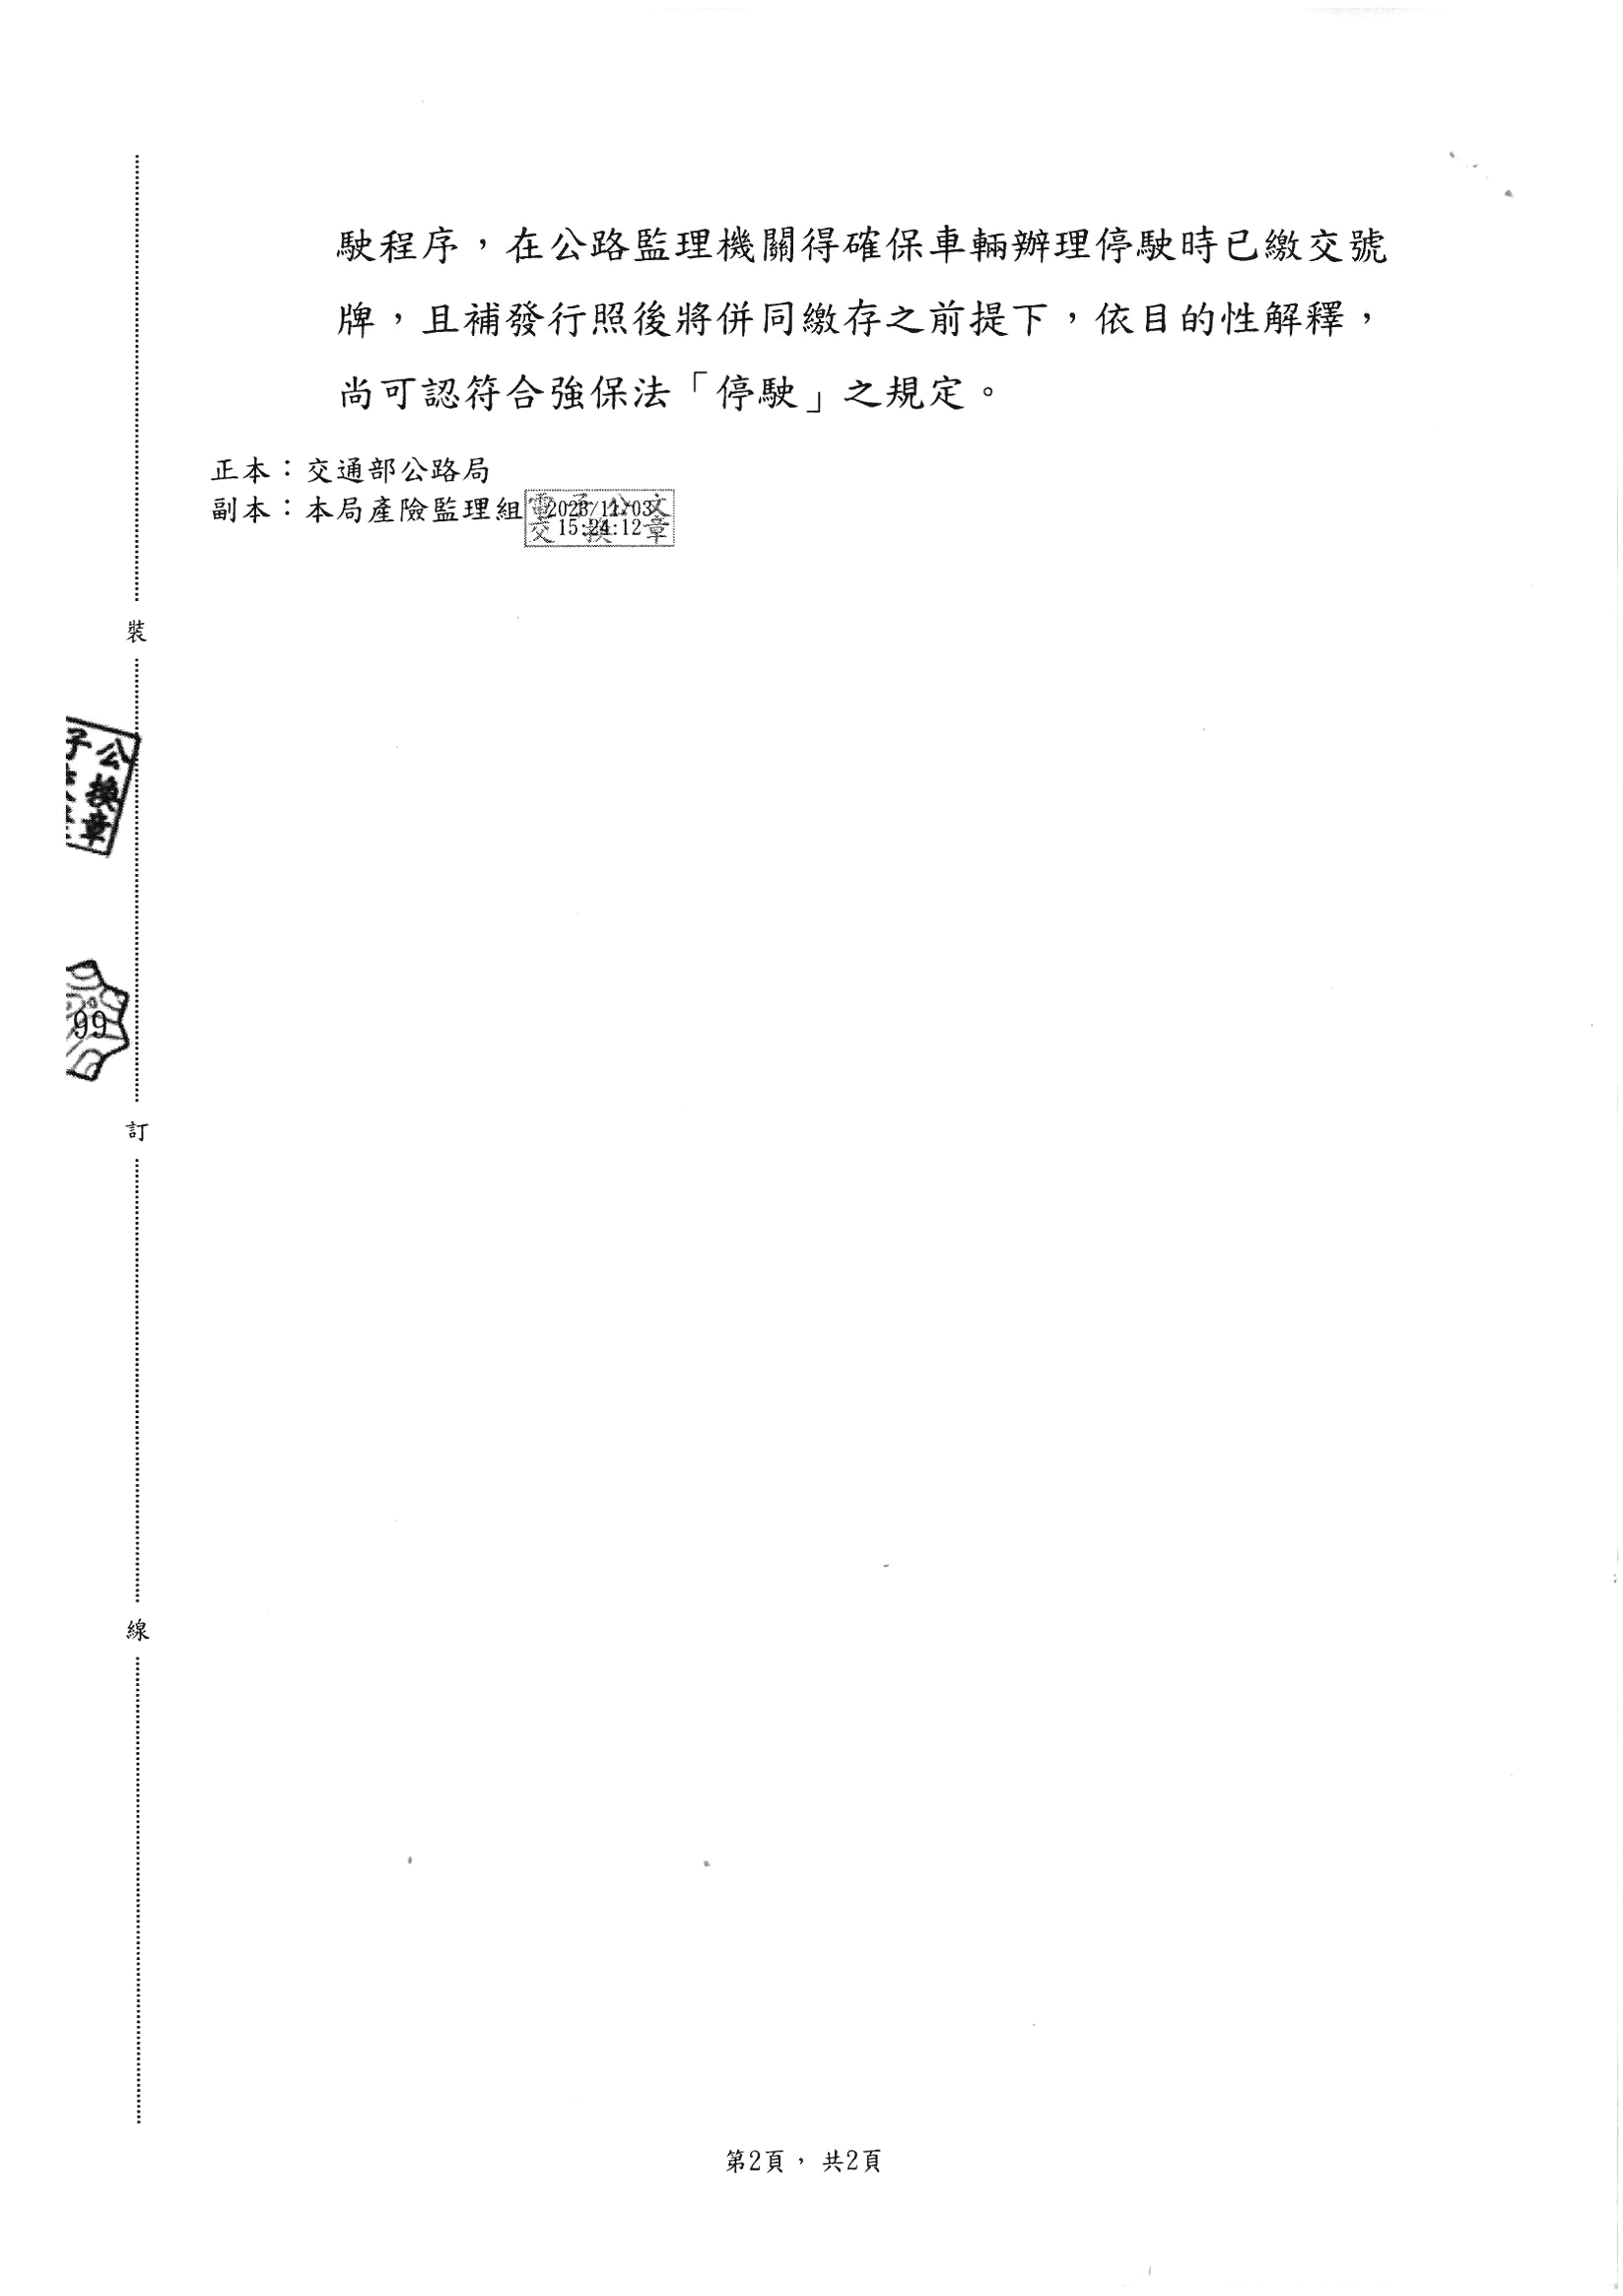 駛程序，在公路監理機關得確保車輛辦理停駛時已繳交號
牌，且補發行照後將併同繳存之前提下，依目的性解釋，
尚可認符合強保法「停駛」之規定。
正本：交通部公路局
副本：本局產險監理組
電子公文
交換章
2023/11/03
15:24:12
裝
子公
換
章
99
訂
線
第2頁，共2頁